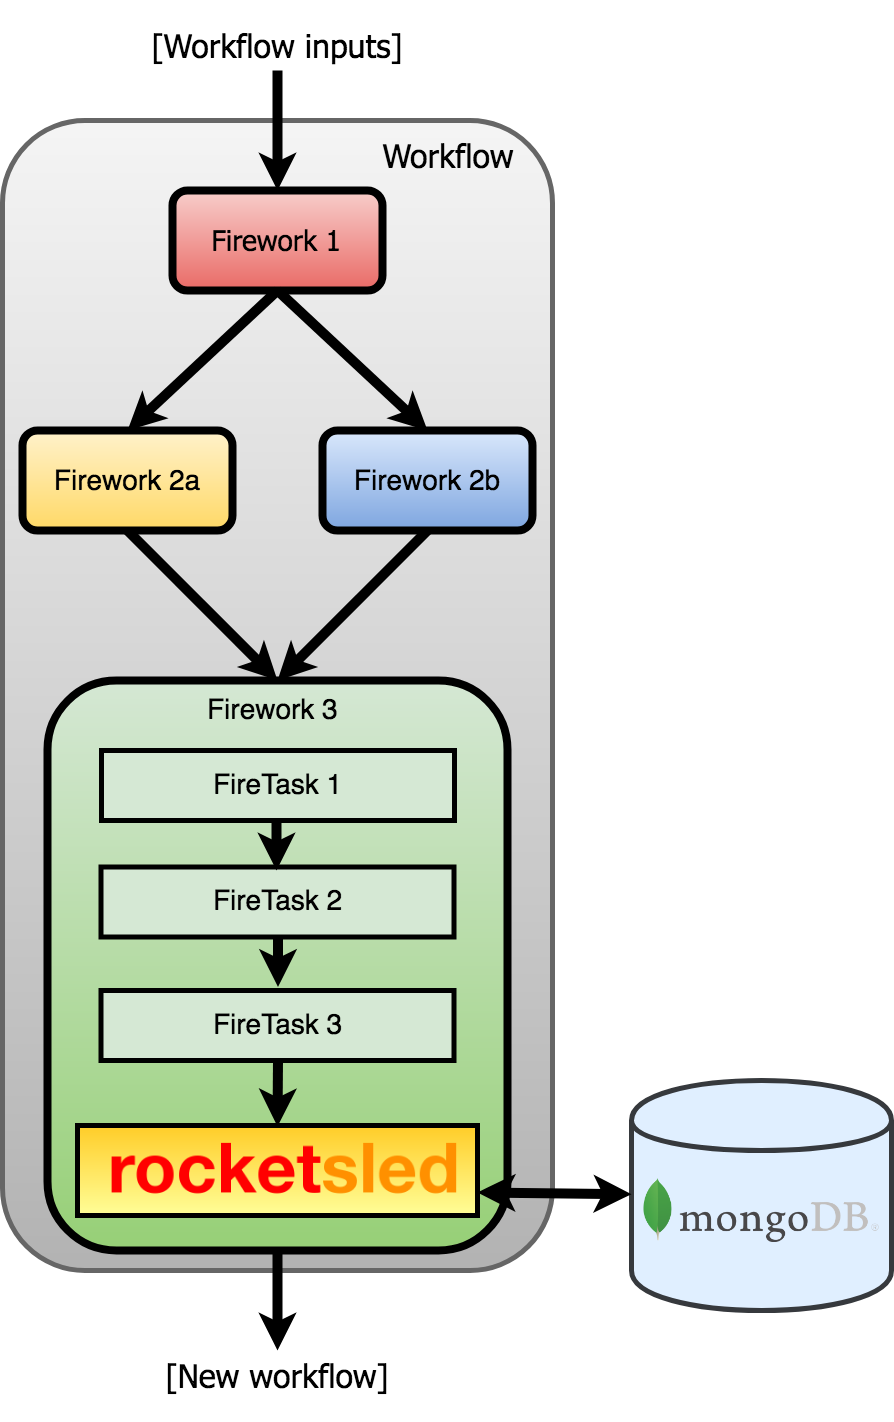 [Workflow inputs]
Workflow
Firework 1
Firework 2a
Firework 2b
Firework 3
FireTask 1
FireTask 2
FireTask 3
rocketsled
mongoDB®
[New workflow]